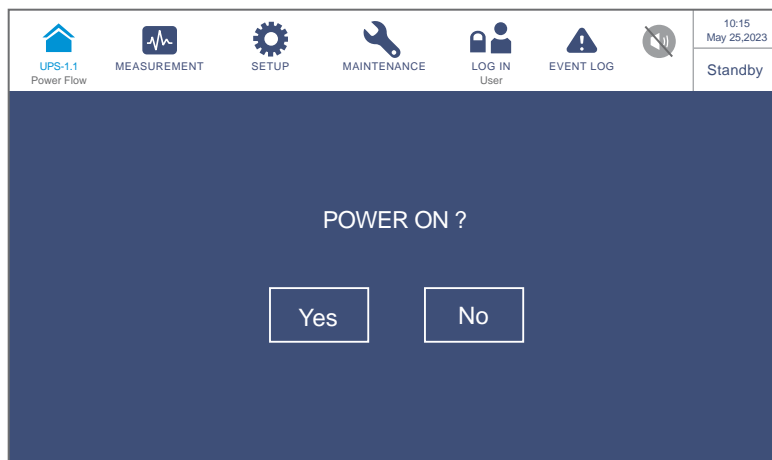 UPS-1.1
Power Flow
MEASUREMENT
SETUP
MAINTENANCE
LOG IN
User
EVENT LOG
10:15
May 25,2023
Standby
POWER ON ?
Yes
No